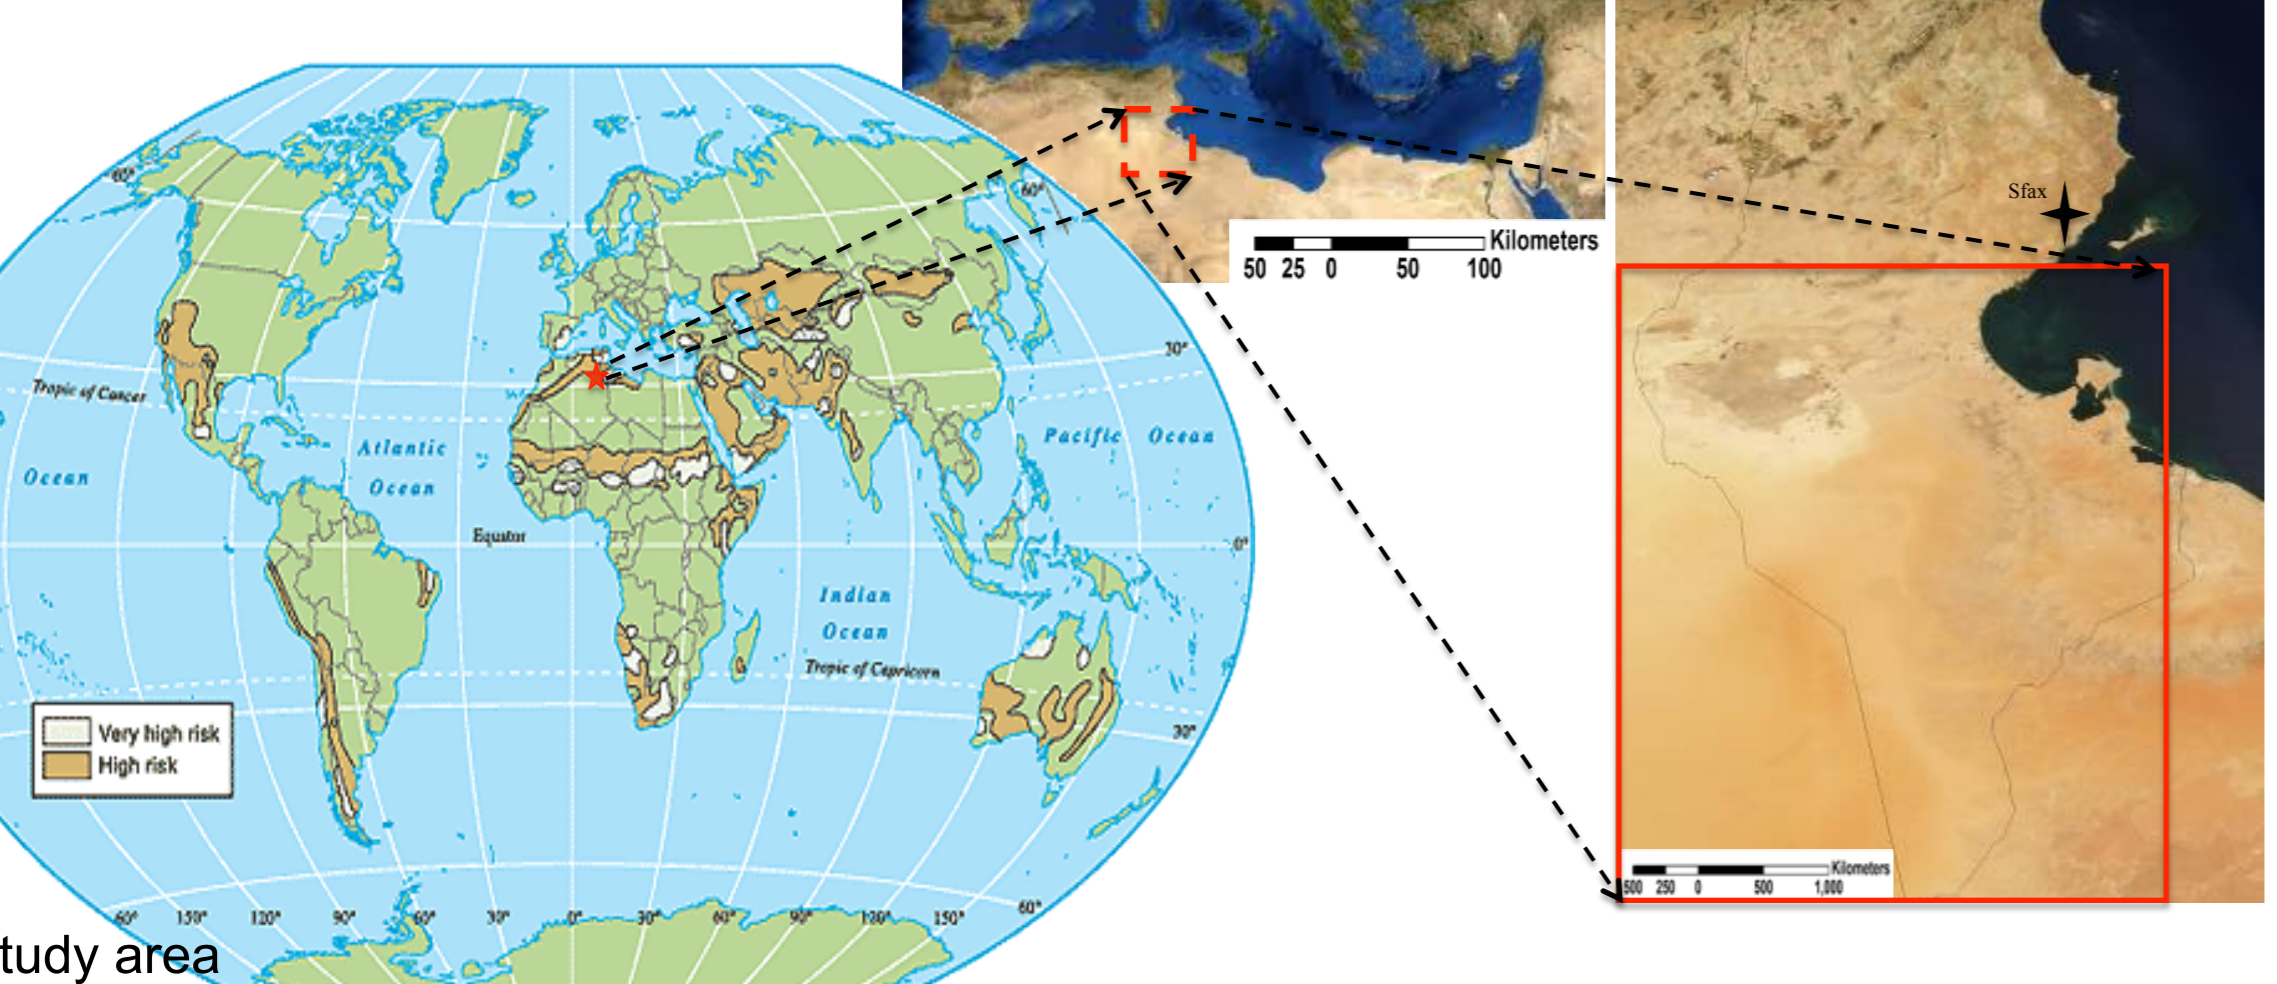 60°
60°
Tropic of Cancer
30°
Atlantic
Ocean
Pacific Ocean
Ocean
Equator
0°
Indian
Ocean
Tropic of Capricorn
30°
Very high risk
High risk
60° 150° 120° 90° 60° 30° 0° 30° 60° 90° 120° 150° 60°
tudy area
Kilometers
50 25 0 50 100
Sfax
Kilometers
500 250 0 500 1,000